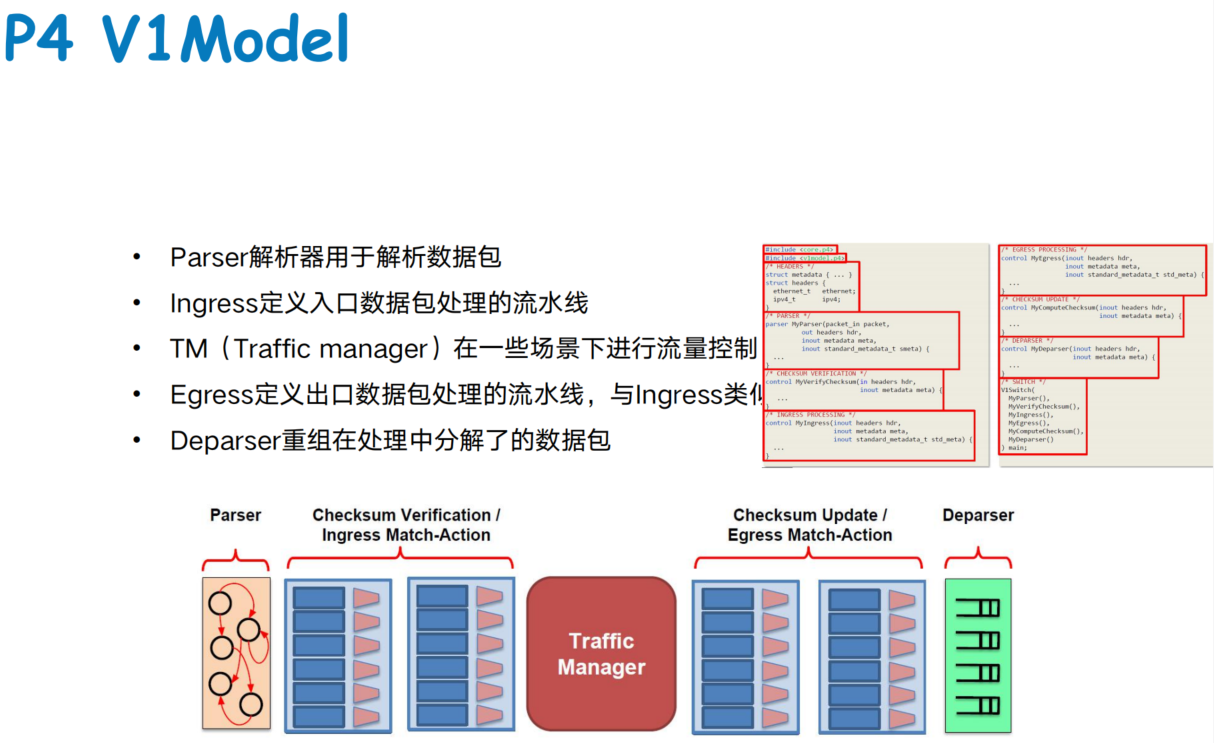 P4 V1Model
• Parser解析器用于解析数据包
• Ingress定义入口数据包处理的流水线
• TM（Traffic manager）在一些场景下进行流量控制
• Egress定义出口数据包处理的流水线，与Ingress类似
• Deparser重组在处理中分解了的数据包
#include <core.p4>
#include <v1model.p4>
/* HEADERS */
struct metadata { ... }
struct headers {
ethernet_t ethernet;
ipv4_t ipv4;
}
/* PARSER */
parser MyParser(packet_in packet,
out headers hdr,
inout metadata meta,
inout standard_metadata_t smeta) {
...
}
/* CHECKSUM VERIFICATION */
control MyVerifyChecksum(in headers hdr,
inout metadata meta) {
...
}
/* INGRESS PROCESSING */
control MyIngress(inout headers hdr,
inout metadata meta,
inout standard_metadata_t std_meta) {
...
}
/* EGRESS PROCESSING */
control MyEgress(inout headers hdr,
inout metadata meta,
inout standard_metadata_t std_meta) {
...
}
/* CHECKSUM UPDATE */
control MyComputeChecksum(inout headers hdr,
inout metadata meta) {
...
}
/* DEPARSER */
control MyDeparser(inout headers hdr,
inout metadata meta) {
...
}
/* SWITCH */
V1Switch(
MyParser(),
MyVerifyChecksum(),
MyIngress(),
MyEgress(),
MyComputeChecksum(),
MyDeparser()
) main;
Parser
Checksum Verification /
Ingress Match-Action
Checksum Update /
Egress Match-Action
Deparser
Traffic
Manager